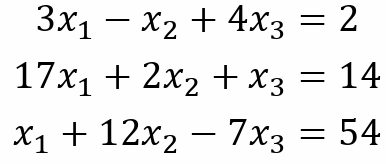 3x₁ − x₂ + 4x₃ = 2
17x₁ + 2x₂ + x₃ = 14
x₁ + 12x₂ − 7x₃ = 54